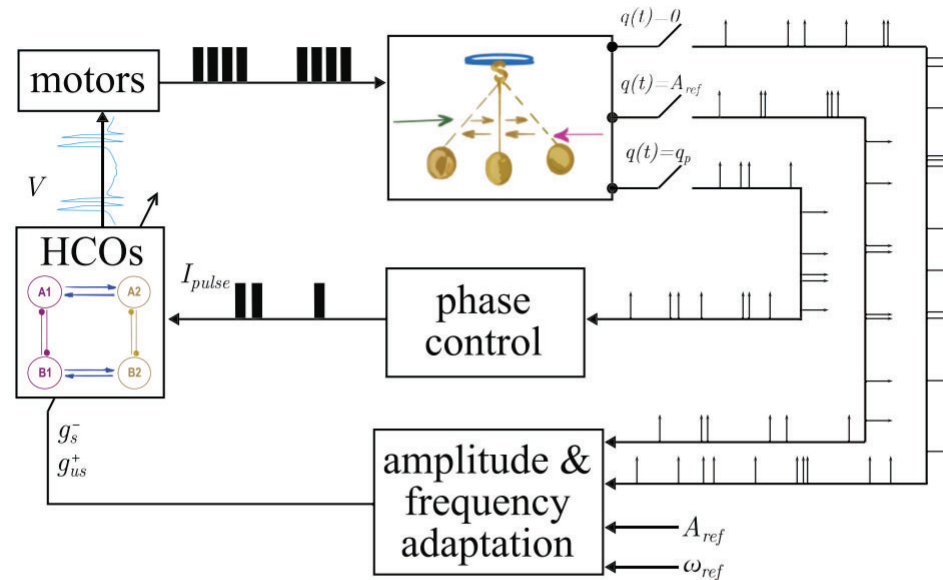 motors
q(t)=0
q(t)=A_ref
q(t)=q_p
V
HCOs
A1
A2
B1
B2
I_pulse
phase
control
g_s^-
g_us^+
amplitude &
frequency
adaptation
A_ref
ω_ref